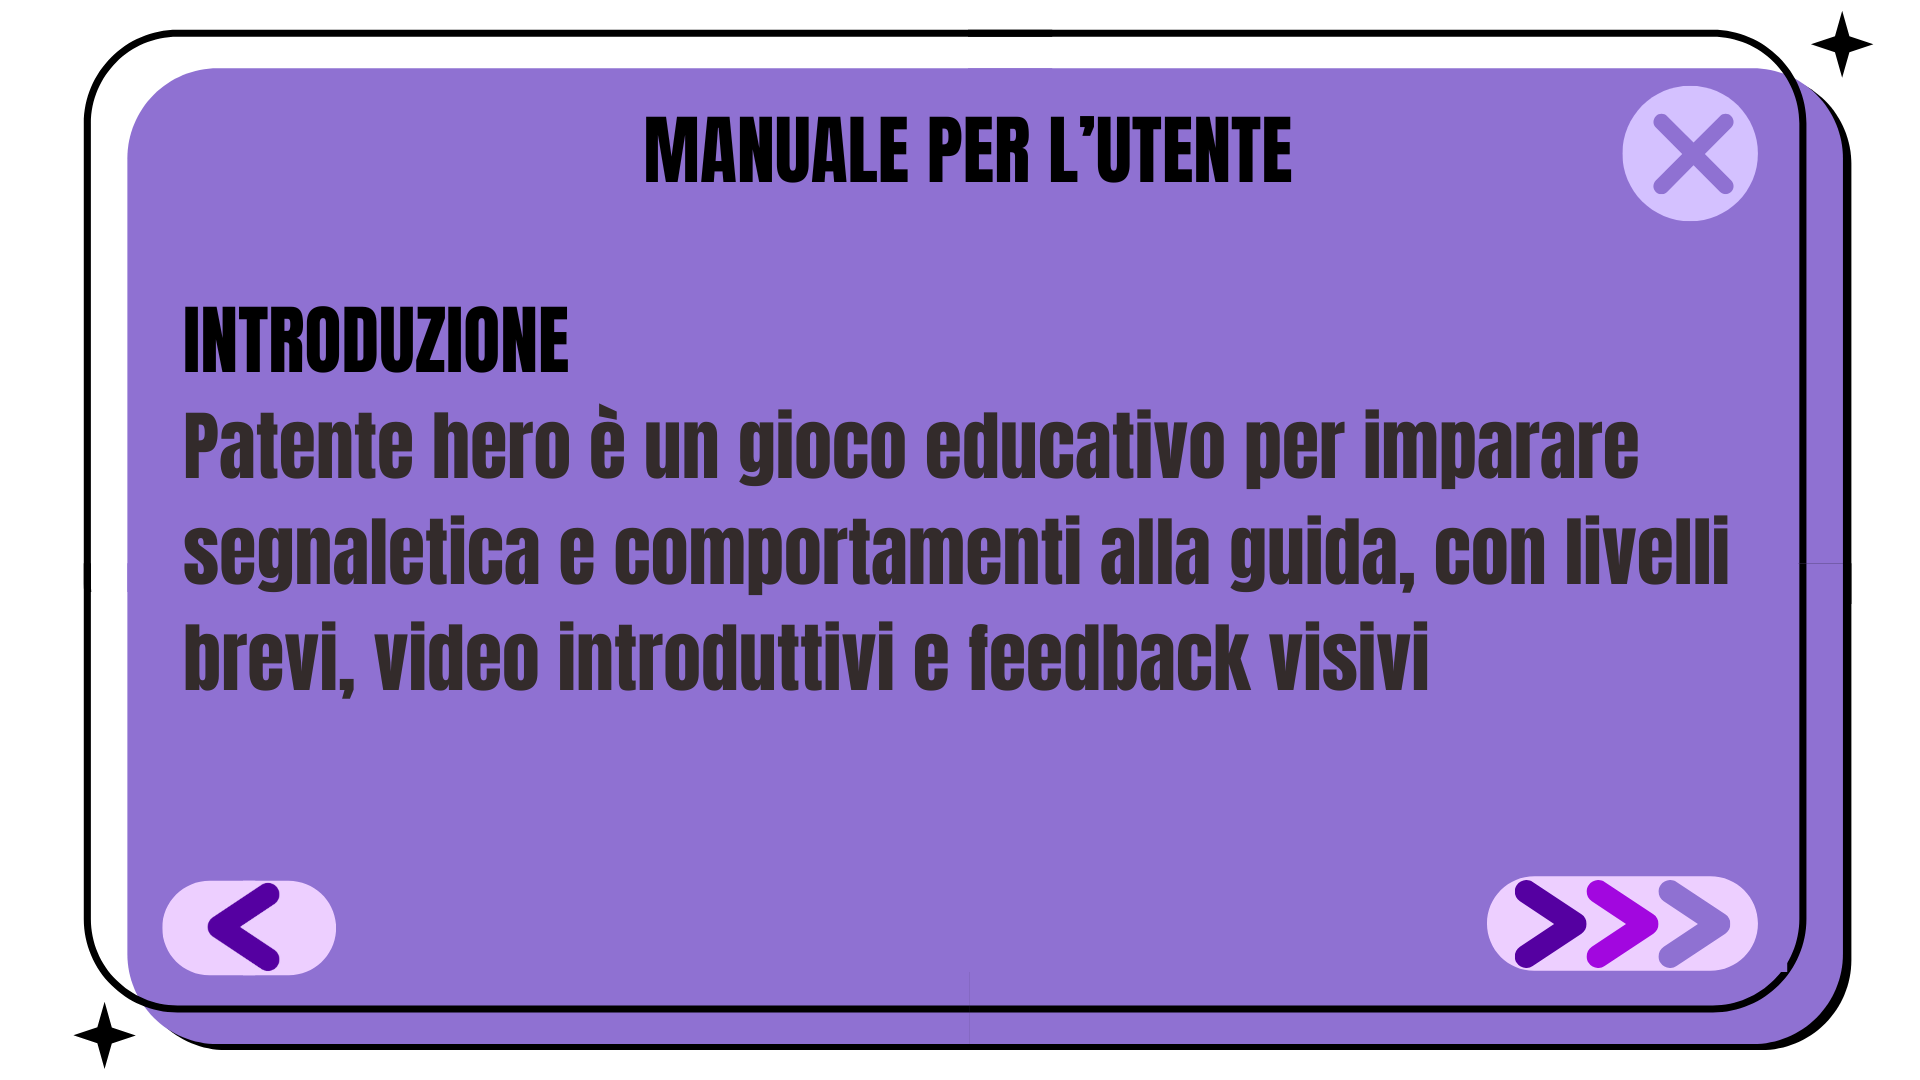 MANUALE PER L’UTENTE
INTRODUZIONE
Patente hero è un gioco educativo per imparare
segnaletica e comportamenti alla guida, con livelli
brevi, video introduttivi e feedback visivi